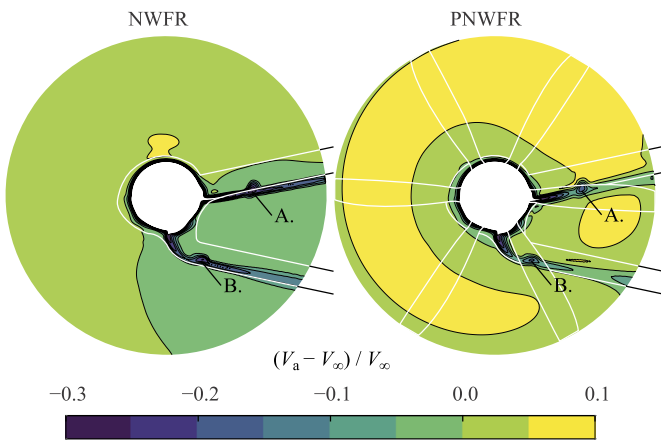 NWFR PNWFR
A. A.
B. B.
(Vₐ − V∞) / V∞
−0.3 −0.2 −0.1 0.0 0.1